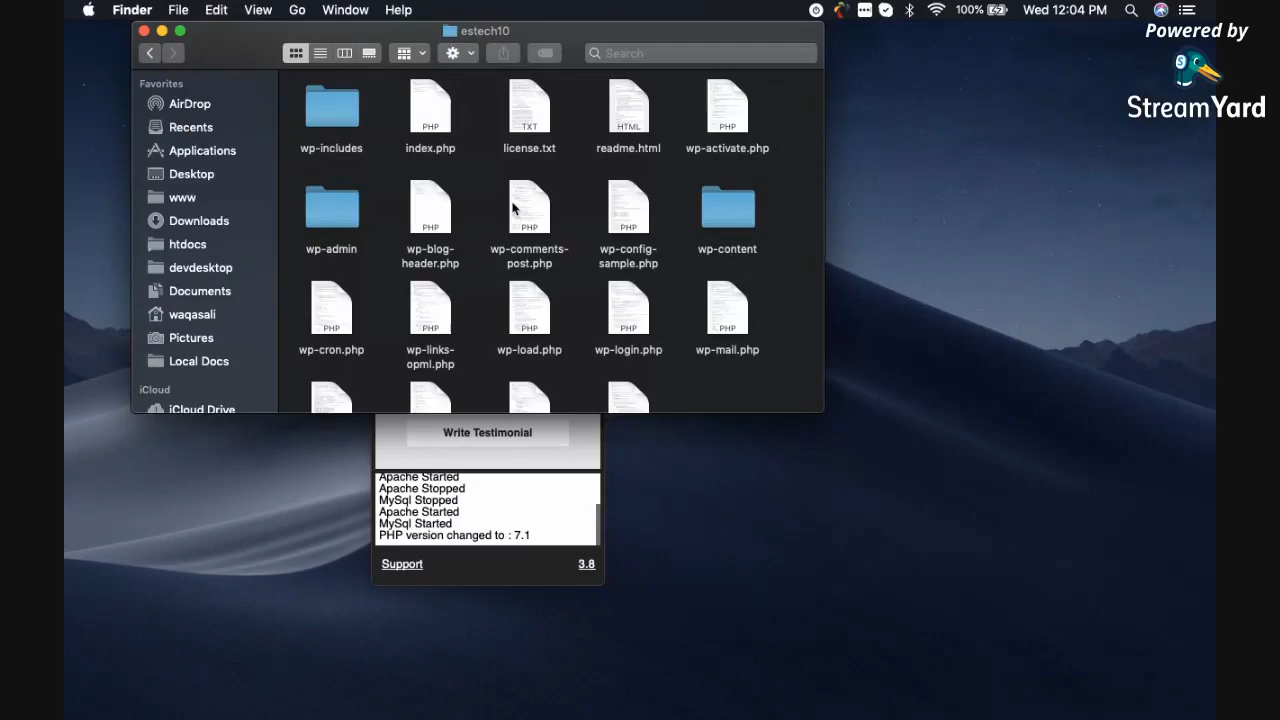 Finder File Edit View Go Window Help
100% Wed 12:04 PM
Powered by
StreamYard
estech10
Search
Favorites
AirDrop
Recents
Applications
Desktop
www
Downloads
htdocs
devdesktop
Documents
waqasali
Pictures
Local Docs
iCloud
iCloud Drive
PHP TXT HTML PHP
wp-includes index.php license.txt readme.html wp-activate.php
PHP PHP PHP
wp-admin wp-blog- wp-comments- wp-config- wp-content
header.php post.php sample.php
PHP PHP PHP PHP PHP
wp-cron.php wp-links- wp-load.php wp-login.php wp-mail.php
opml.php
Write Testimonial
Apache Started
Apache Stopped
MySql Stopped
Apache Started
MySql Started
PHP version changed to : 7.1
Support 3.8